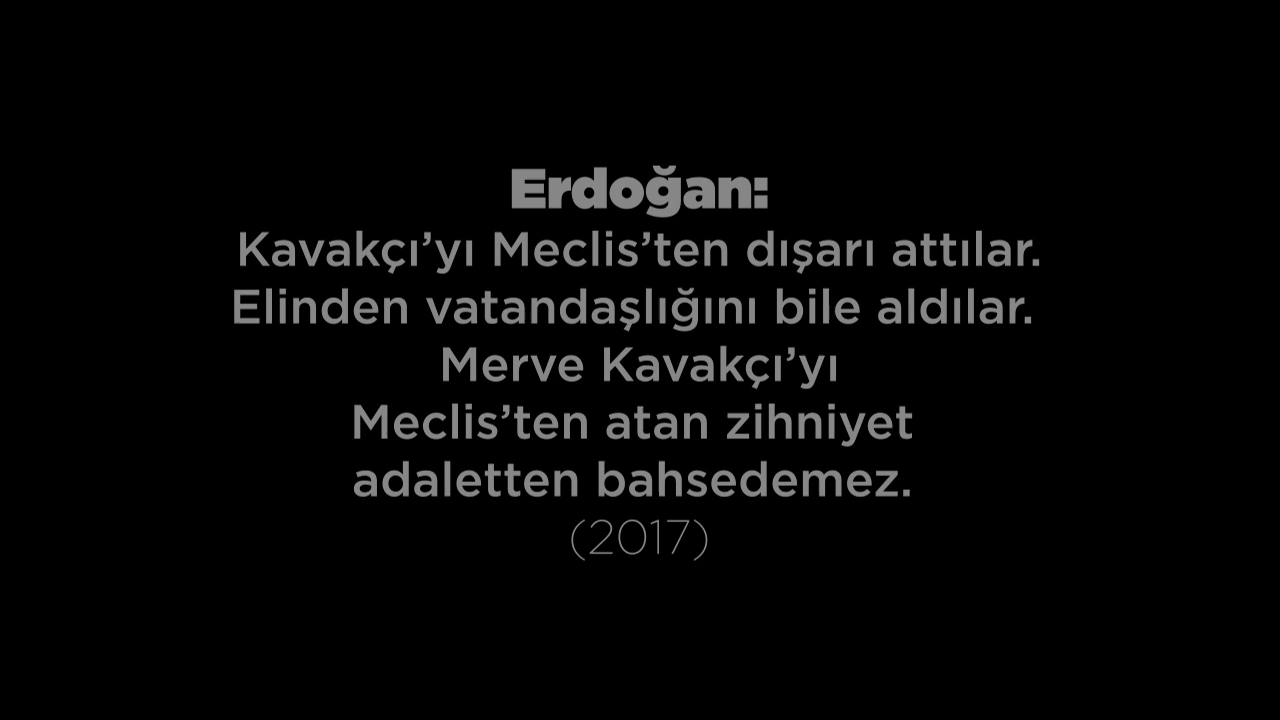 Erdoğan:
Kavakçı’yı Meclis’ten dışarı attılar.
Elinden vatandaşlığını bile aldılar.
Merve Kavakçı’yı
Meclis’ten atan zihniyet
adaletten bahsedemez.
(2017)